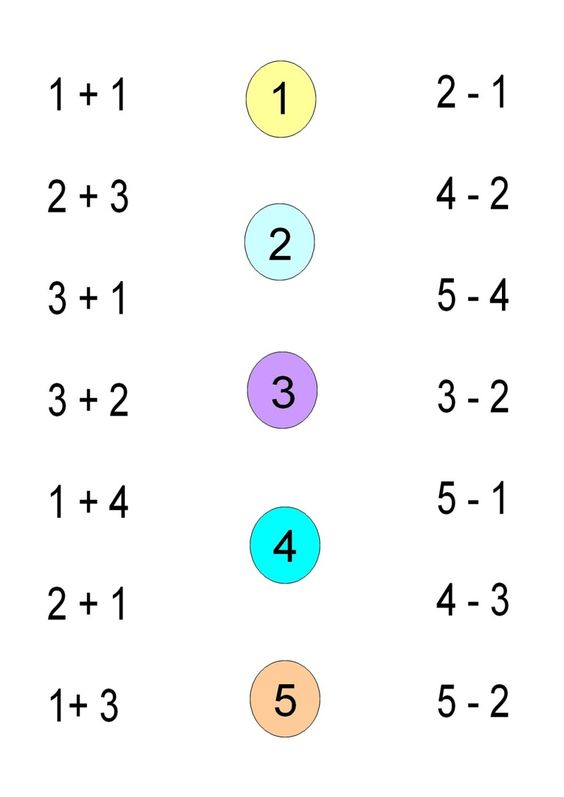 1 + 1
2 + 3
3 + 1
3 + 2
1 + 4
2 + 1
1+ 3
1
2
3
4
5
2 - 1
4 - 2
5 - 4
3 - 2
5 - 1
4 - 3
5 - 2